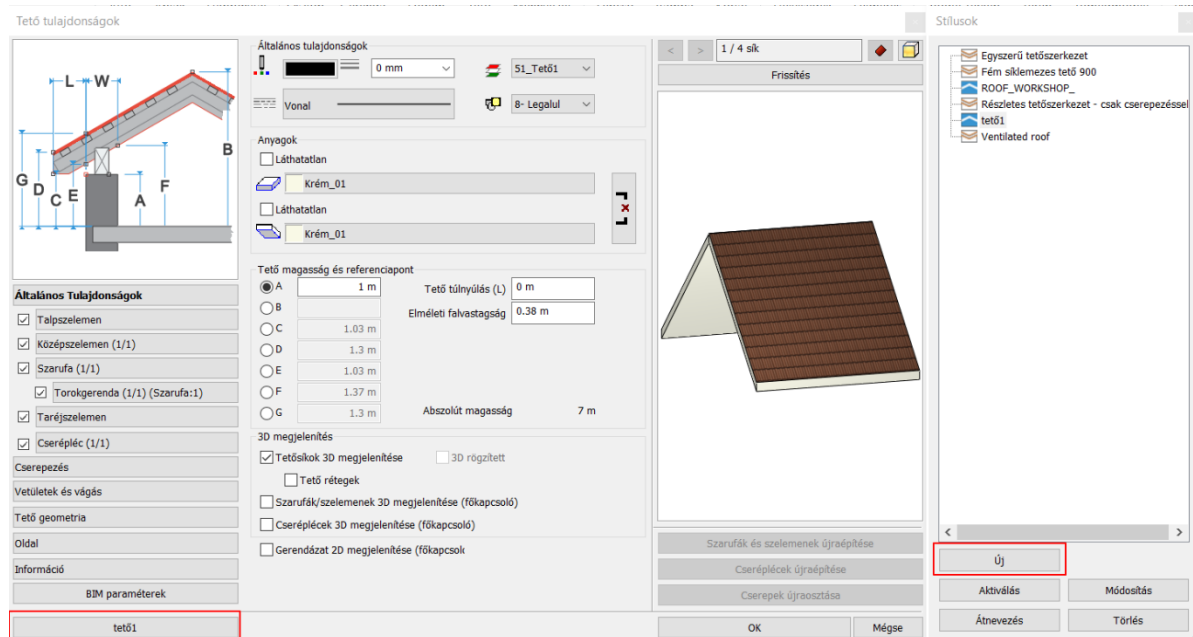 Tető tulajdonságok
L W
G D C E A F B
Általános Tulajdonságok
Talpszelemen
Középszelemen (1/1)
Szarufa (1/1)
Torokgerenda (1/1) (Szarufa:1)
Taréjszelemen
Cserépléc (1/1)
Cserepezés
Vetületek és vágás
Tető geometria
Oldal
Információ
BIM paraméterek
tető1
Általános tulajdonságok
0 mm
51_Tető1
Vonal
8- Legalul
Anyagok
Láthatatlan
Krém_01
Láthatatlan
Krém_01
Tető magasság és referenciapont
A 1 m
Tető túlnyúlás (L) 0 m
B
Elméleti falvastagság 0.38 m
C 1.03 m
D 1.3 m
E 1.03 m
F 1.37 m
G 1.3 m
Abszolút magasság 7 m
3D megjelenítés
Tetősíkok 3D megjelenítése
3D rögzített
Tető rétegek
Szarufák/szelemenek 3D megjelenítése (főkapcsoló)
Cseréplécek 3D megjelenítése (főkapcsoló)
Gerendázat 2D megjelenítése (főkapcsolo
< > 1 / 4 sík
Frissítés
Szarufák és szelemenek újraépítése
Cseréplécek újraépítése
Cserepek újraosztása
OK
Mégse
Stílusok
Egyszerű tetőszerkezet
Fém síklemezes tető 900
ROOF_WORKSHOP_
Részletes tetőszerkezet - csak cserepezéssel
tető1
Ventilated roof
Új
Aktiválás
Módosítás
Átnevezés
Törlés